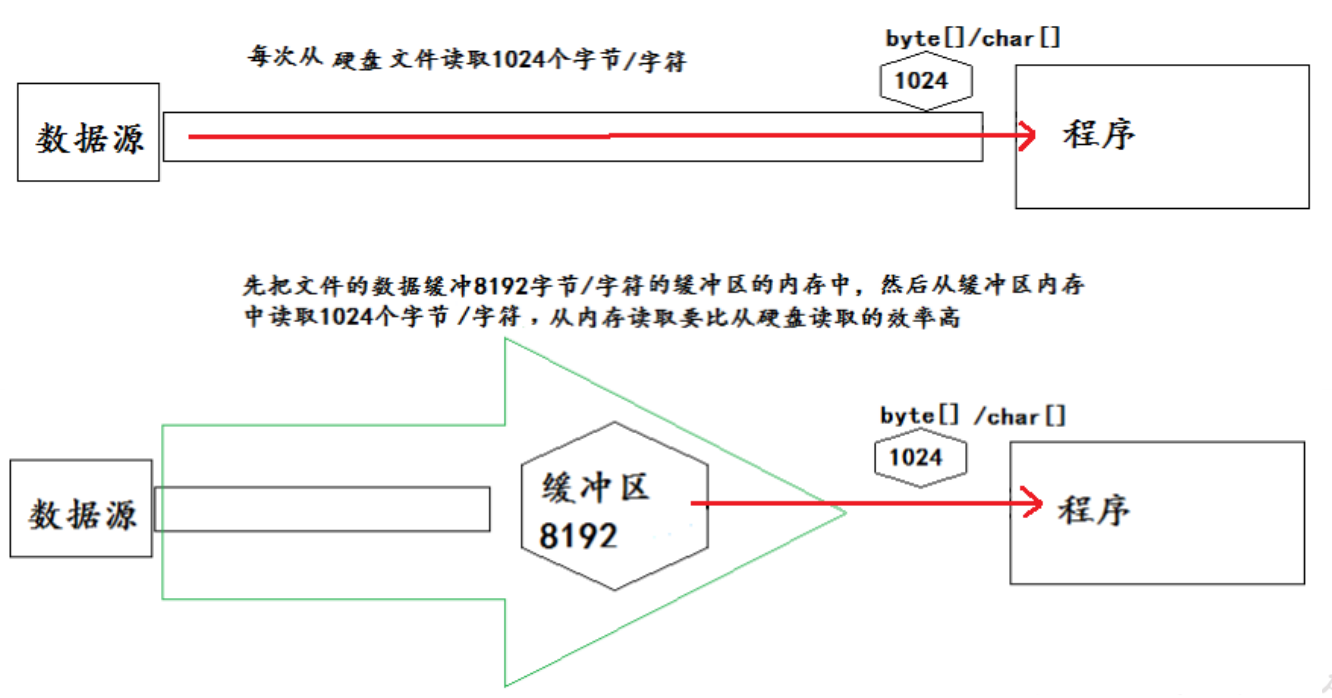 每次从 硬盘 文件读取1024个字节/字符
byte[]/char[]
1024
数据源
程序
先把文件的数据缓冲8192字节/字符的缓冲区的内存中，然后从缓冲区内存
中读取1024个字节 /字符，从内存读取要比从硬盘读取的效率高
byte[] /char[]
1024
数据源
缓冲区
8192
程序